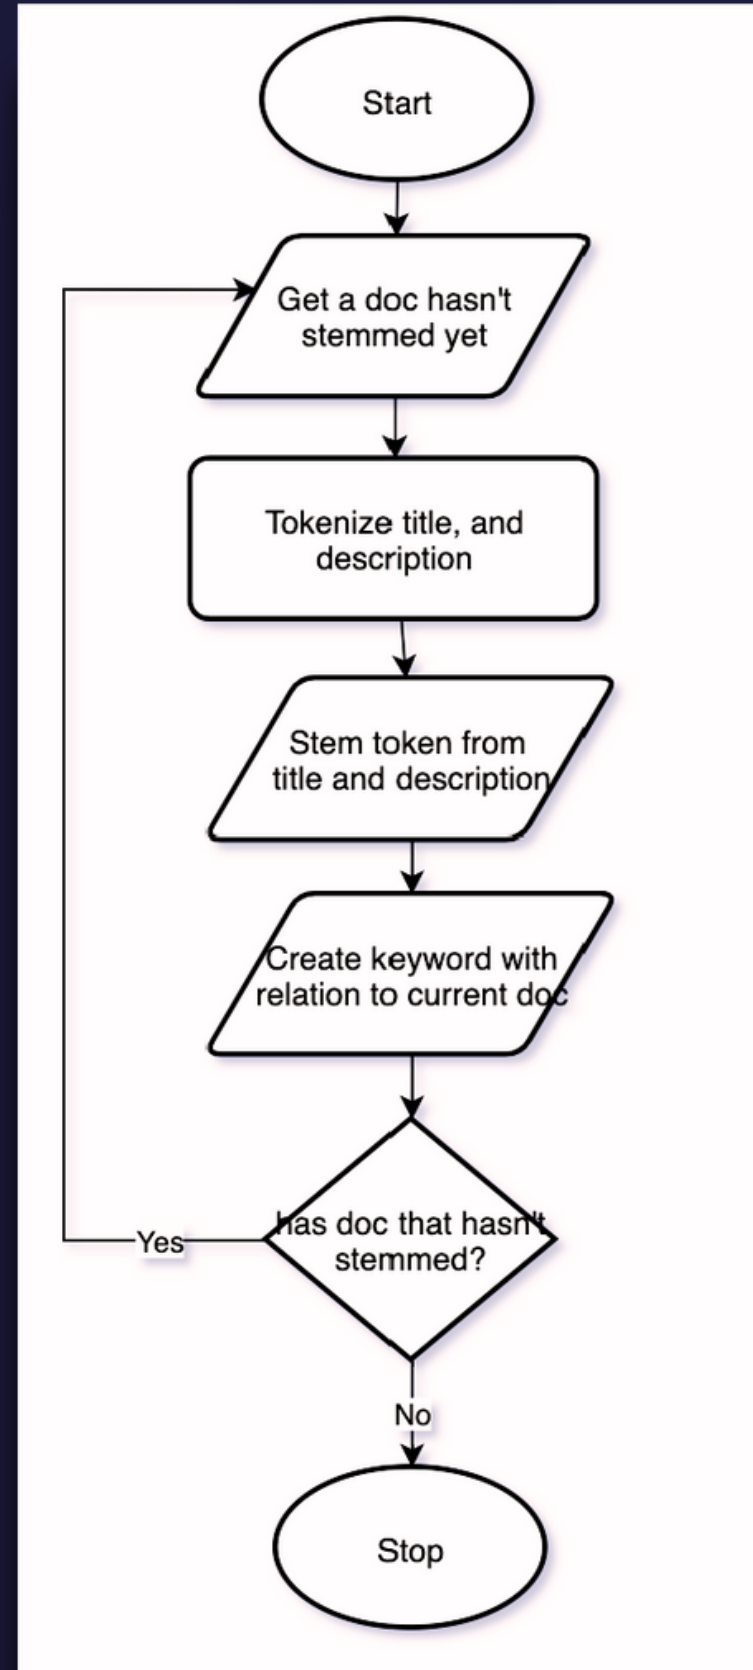 Start
Get a doc hasn't
stemmed yet
Tokenize title, and
description
Stem token from
title and description
Create keyword with
relation to current doc
has doc that hasn't
stemmed?
Yes
No
Stop